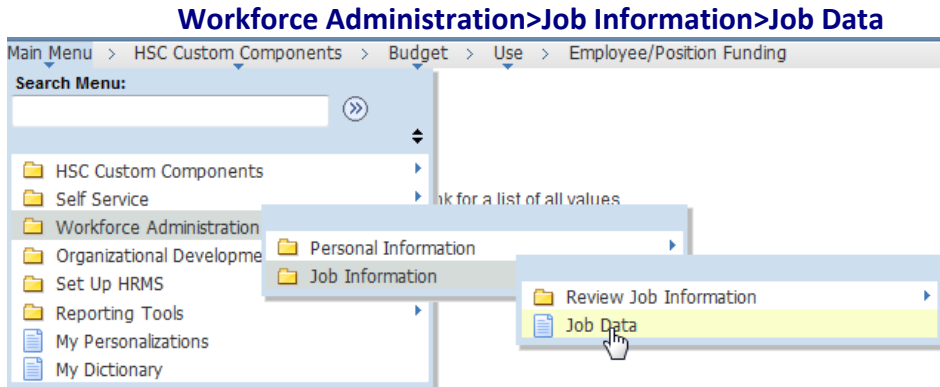 Workforce Administration>Job Information>Job Data
Main Menu > HSC Custom Components > Budget > Use > Employee/Position Funding
Search Menu:
HSC Custom Components
Self Service
nk for a list of all values
Workforce Administration
Personal Information
Organizational Developme
Job Information
Set Up HRMS
Review Job Information
Reporting Tools
Job Data
My Personalizations
My Dictionary